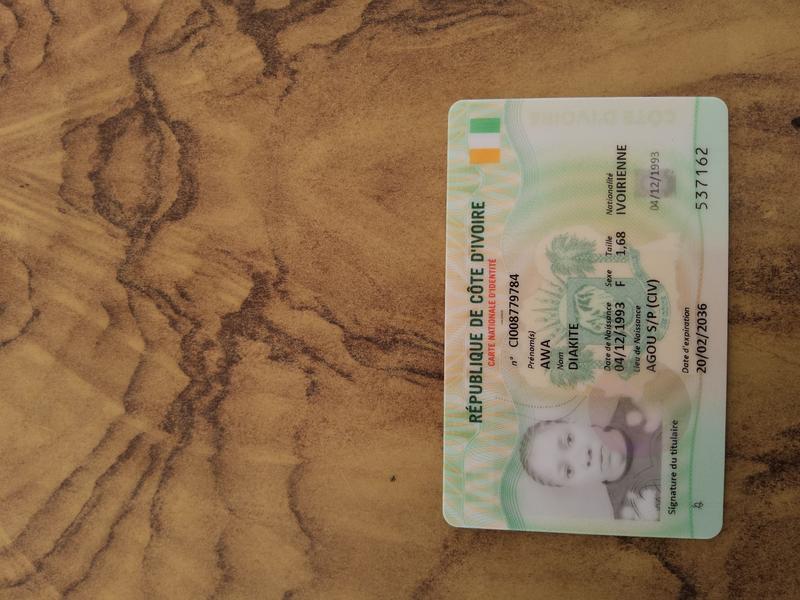 RÉPUBLIQUE DE CÔTE D'IVOIRE
CARTE NATIONALE D'IDENTITÉ
n° CI008779784
Prénom(s)
AWA
Nom
DIAKITE
Date de Naissance Sexe Taille Nationalité
04/12/1993 F 1,68 IVOIRIENNE
Lieu de Naissance
AGOU S/P (CIV)
04/12/1993
Signature du titulaire
Date d'expiration
20/02/2036
537162
CÔTE D'IVOIRE